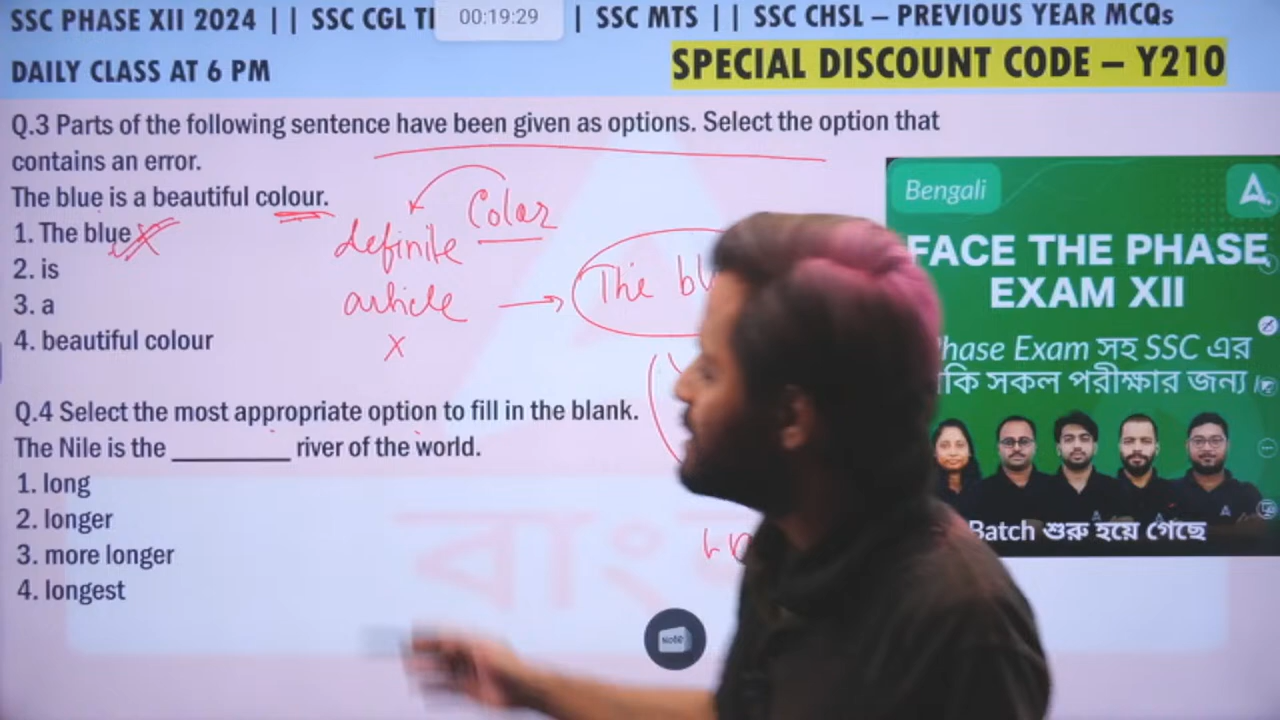 SSC PHASE XII 2024 || SSC CGL TI
00:19:29
| SSC MTS || SSC CHSL – PREVIOUS YEAR MCQs
DAILY CLASS AT 6 PM
SPECIAL DISCOUNT CODE – Y210
Q.3 Parts of the following sentence have been given as options. Select the option that
contains an error.
The blue is a beautiful colour.
1. The blue
2. is
3. a
4. beautiful colour
Color
definite
article
The bl
x
Q.4 Select the most appropriate option to fill in the blank.
The Nile is the _________ river of the world.
1. long
2. longer
3. more longer
4. longest
Bengali
FACE THE PHASE
EXAM XII
hase Exam সহ SSC এর
কি সকল পরীক্ষার জন্য
Batch শুরু হয়ে গেছে
বাং
Note